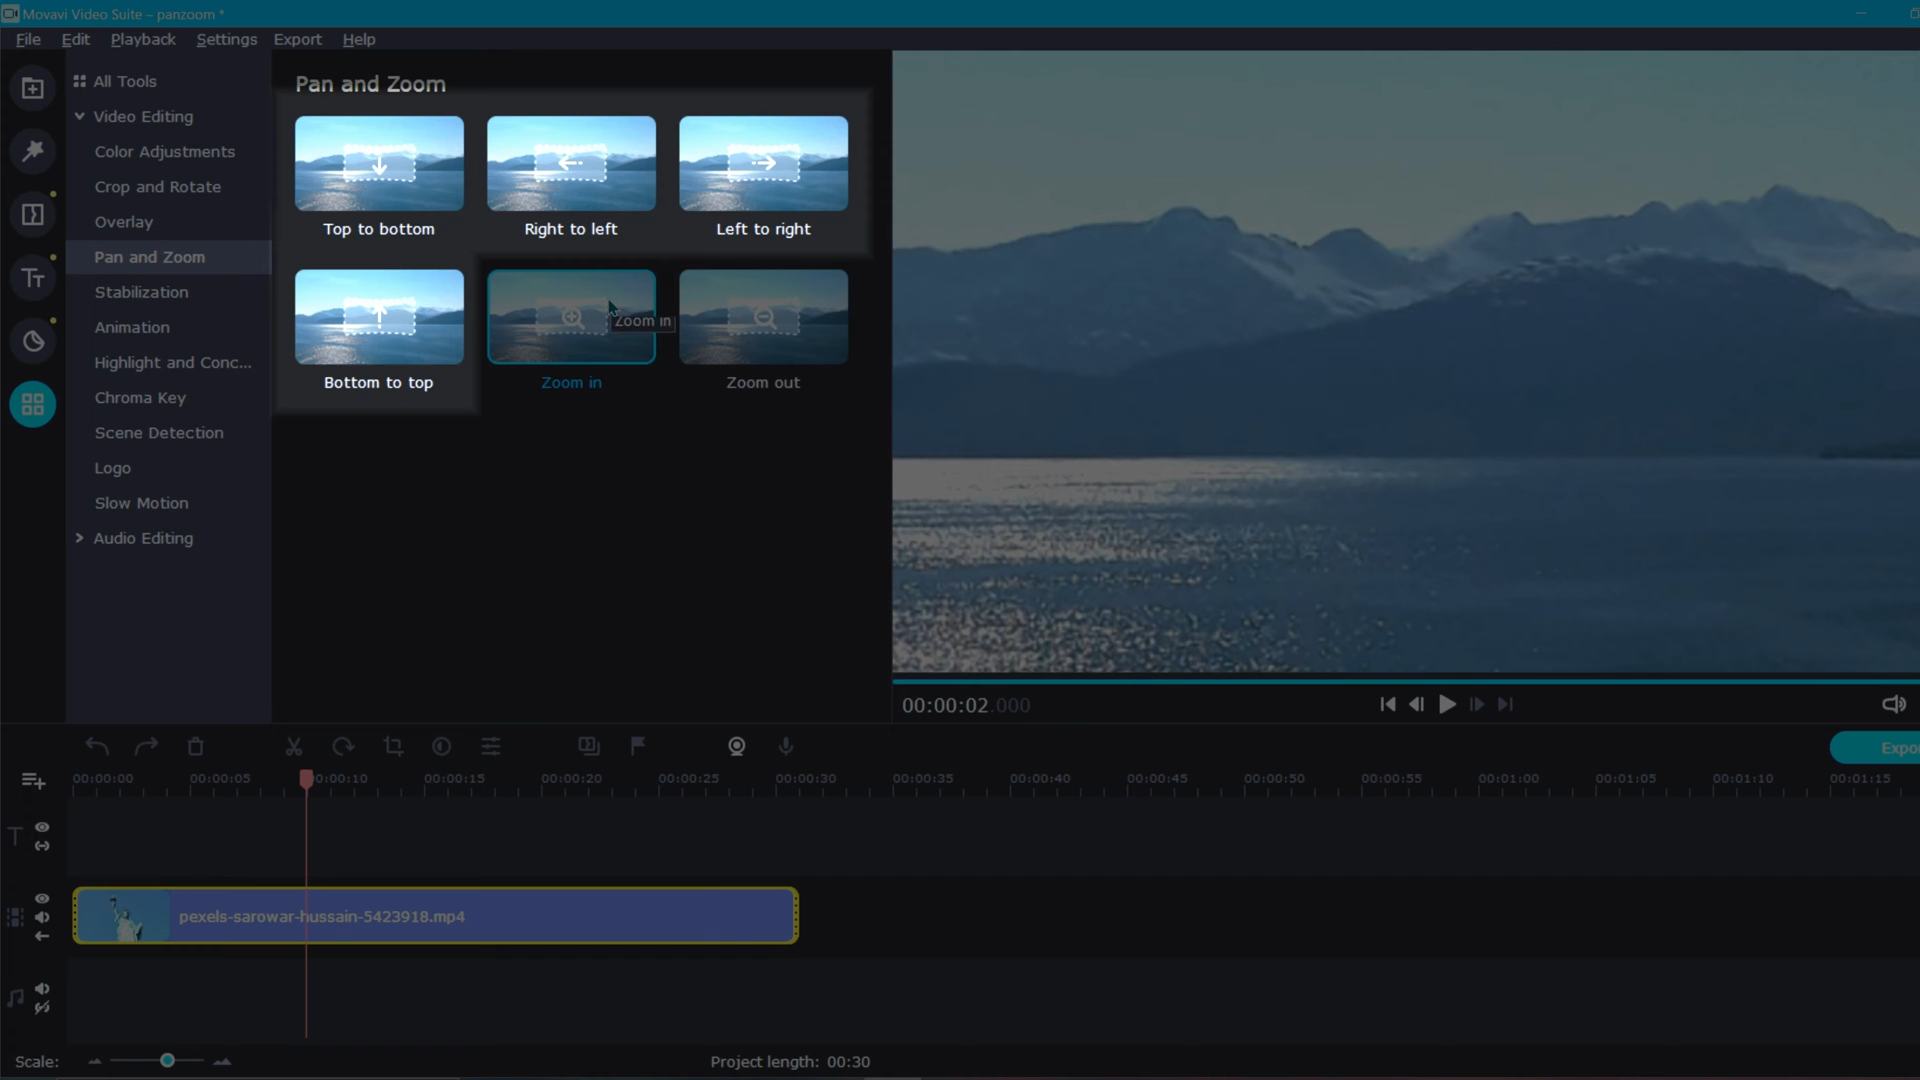 Movavi Video Suite – panzoom *
File Edit Playback Settings Export Help
All Tools
Video Editing
Color Adjustments
Crop and Rotate
Overlay
Pan and Zoom
Stabilization
Animation
Highlight and Conc...
Chroma Key
Scene Detection
Logo
Slow Motion
Audio Editing
Pan and Zoom
Top to bottom
Right to left
Left to right
Bottom to top
Zoom in
Zoom in
Zoom out
00:00:02.000
Expo
00:00:00 00:00:05 00:00:10 00:00:15 00:00:20 00:00:25 00:00:30 00:00:35 00:00:40 00:00:45 00:00:50 00:00:55 00:01:00 00:01:05 00:01:10 00:01:15
pexels-sarowar-hussain-5423918.mp4
Scale:
Project length: 00:30